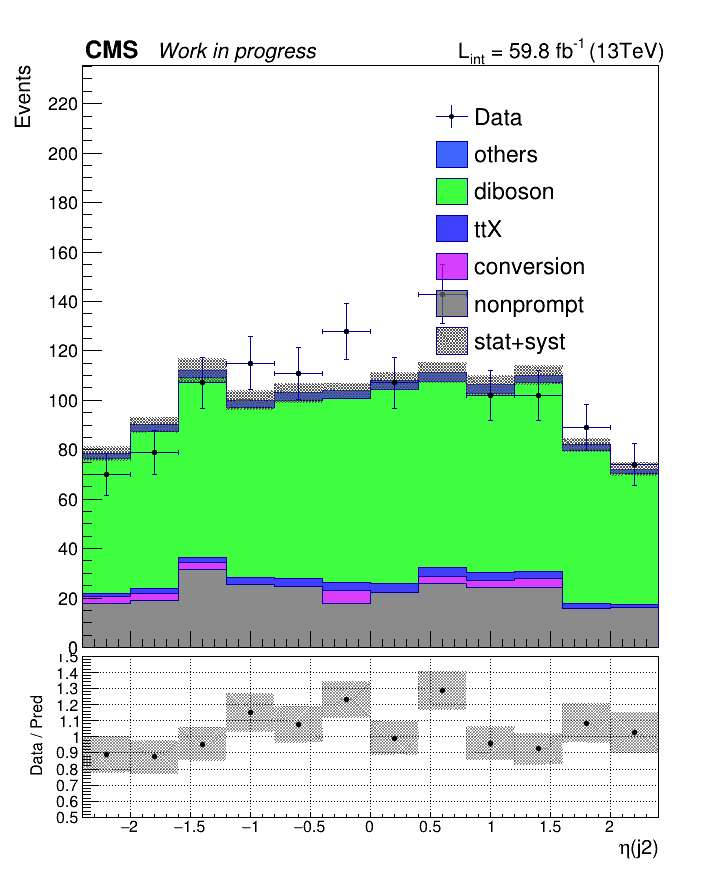 CMS Work in progress L_int = 59.8 fb⁻¹ (13TeV)
Events
220
200
180
160
140
120
100
80
60
40
20
0
Data
others
diboson
ttX
conversion
nonprompt
stat+syst
Data / Pred
1.5
1.4
1.3
1.2
1.1
1
0.9
0.8
0.7
0.6
0.5
−2 −1.5 −1 −0.5 0 0.5 1 1.5 2
η(j2)